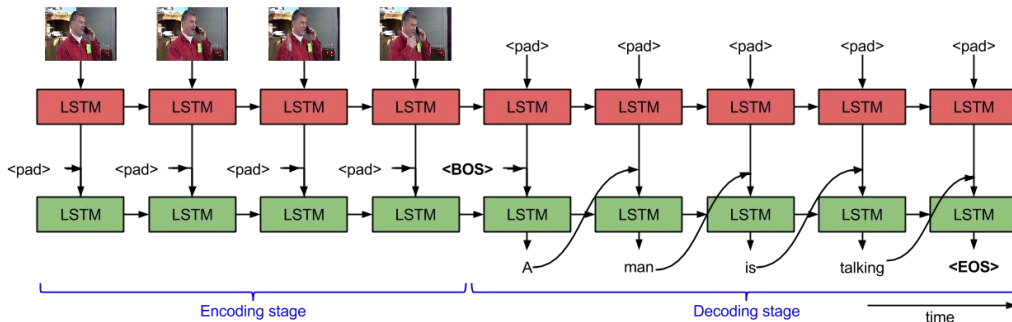 <pad> <pad> <pad> <pad> <pad>
LSTM LSTM LSTM LSTM LSTM LSTM LSTM LSTM LSTM
<pad> <pad> <pad> <pad> <BOS>
LSTM LSTM LSTM LSTM LSTM LSTM LSTM LSTM LSTM
A man is talking <EOS>
Encoding stage Decoding stage
time